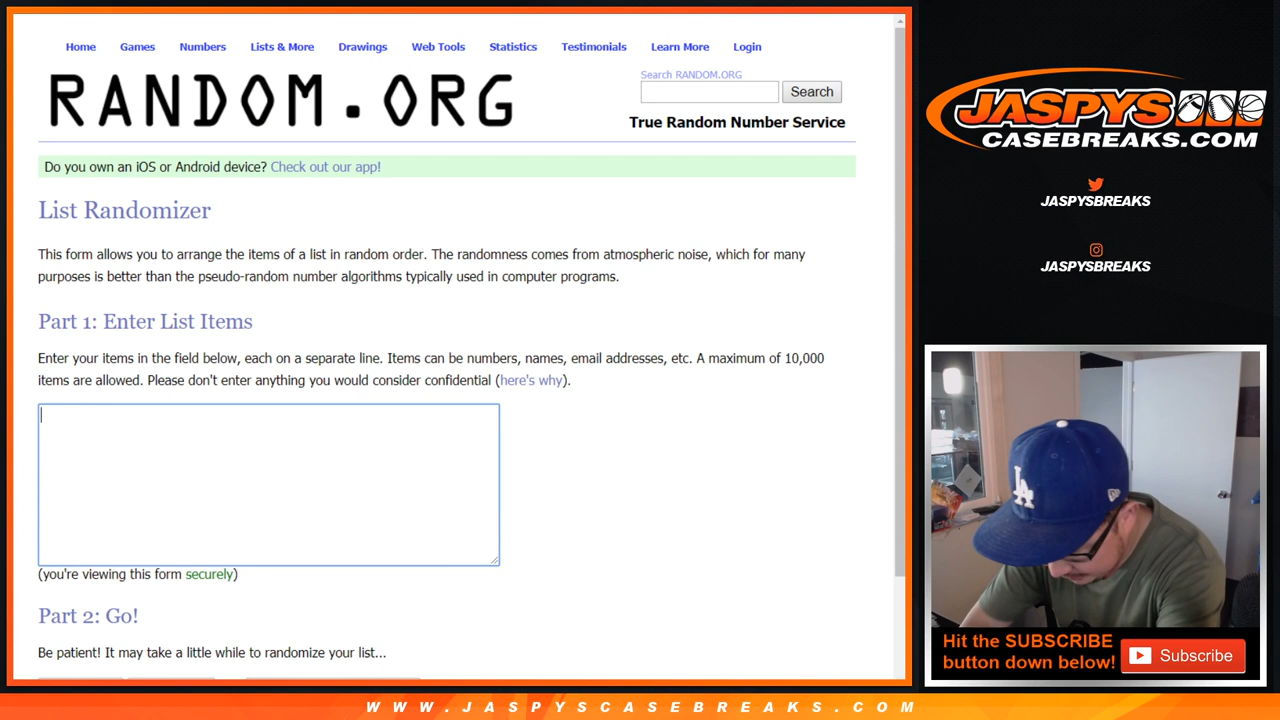 Home Games Numbers Lists & More Drawings Web Tools Statistics Testimonials Learn More Login
RANDOM.ORG
Search RANDOM.ORG
Search
True Random Number Service
Do you own an iOS or Android device? Check out our app!
List Randomizer
This form allows you to arrange the items of a list in random order. The randomness comes from atmospheric noise, which for many
purposes is better than the pseudo-random number algorithms typically used in computer programs.
Part 1: Enter List Items
Enter your items in the field below, each on a separate line. Items can be numbers, names, email addresses, etc. A maximum of 10,000
items are allowed. Please don't enter anything you would consider confidential (here's why).
(you're viewing this form securely)
Part 2: Go!
Be patient! It may take a little while to randomize your list...
JASPYS
CASEBREAKS.COM
JASPYSBREAKS
JASPYSBREAKS
LA
Hit the SUBSCRIBE
button down below!
Subscribe
WWW.JASPYSCASEBREAKS.COM